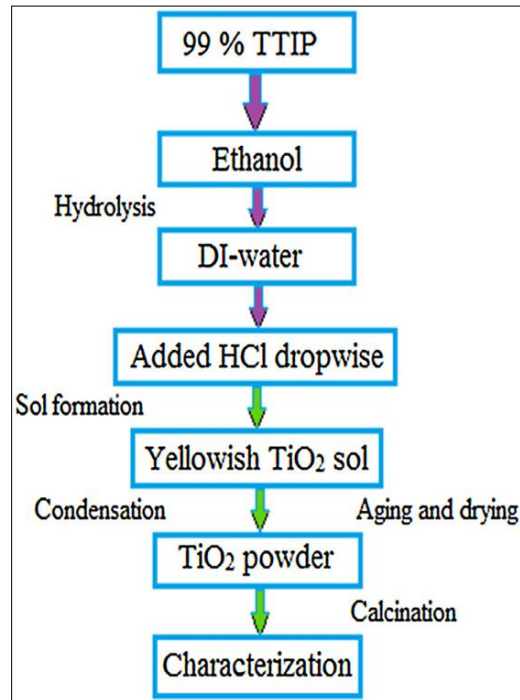 99 % TTIP
Ethanol
Hydrolysis
DI-water
Added HCl dropwise
Sol formation
Yellowish TiO₂ sol
Condensation
Aging and drying
TiO₂ powder
Calcination
Characterization